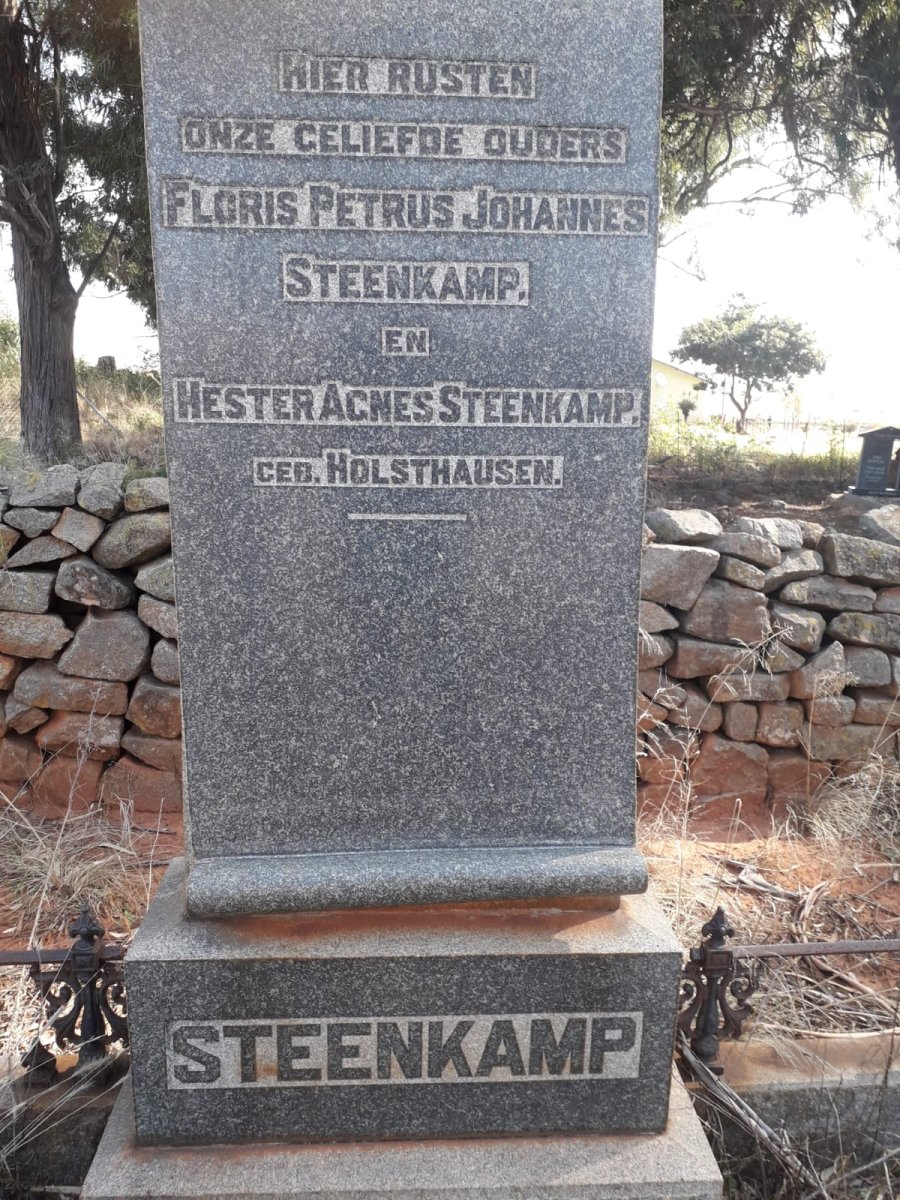 HIER RUSTEN
ONZE GELIEFDE OUDERS
FLORIS PETRUS JOHANNES
STEENKAMP.
EN
HESTER AGNES STEENKAMP.
GEB. HOLSTHAUSEN.
STEENKAMP